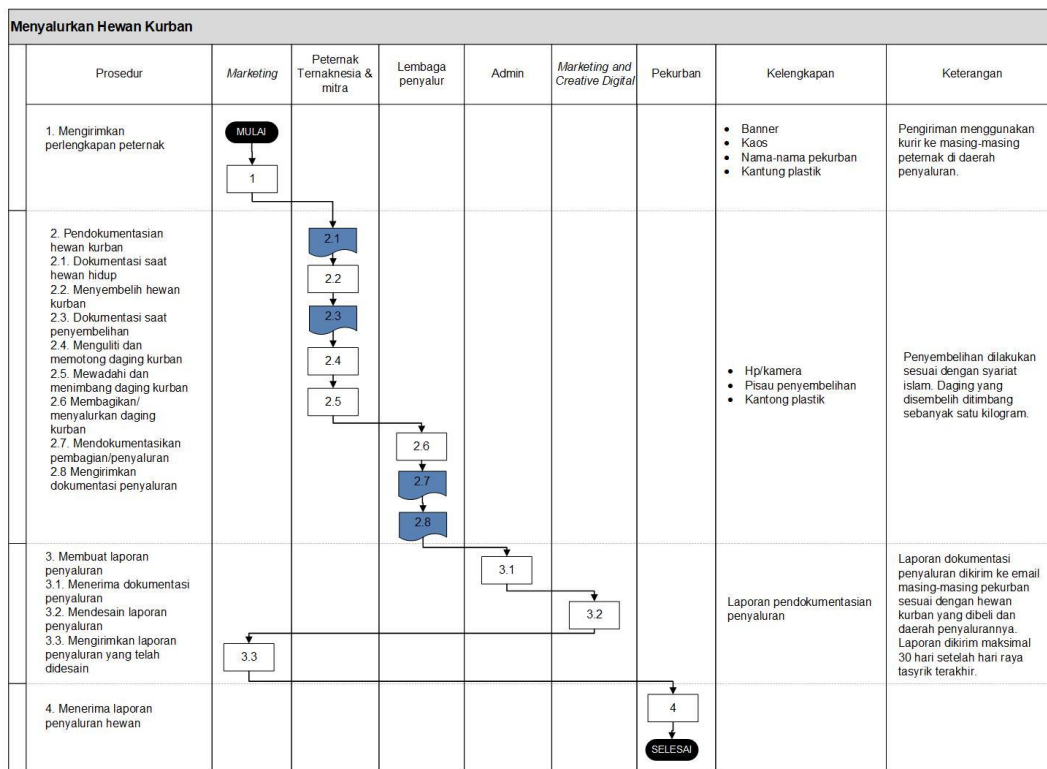 Menyalurkan Hewan Kurban
Prosedur
Marketing
Peternak
Ternaknesia &
mitra
Lembaga
penyalur
Admin
Marketing and
Creative Digital
Pekurban
Kelengkapan
Keterangan
1. Mengirimkan
perlengkapan peternak
MULAI
1
• Banner
• Kaos
• Nama-nama pekurban
• Kantung plastik
Pengiriman menggunakan
kurir ke masing-masing
peternak di daerah
penyaluran.
2. Pendokumentasian
hewan kurban
2.1. Dokumentasi saat
hewan hidup
2.2. Menyembelih hewan
kurban
2.3. Dokumentasi saat
penyembelihan
2.4. Menguliti dan
memotong daging kurban
2.5. Mewadahi dan
menimbang daging kurban
2.6 Membagikan/
menyalurkan daging
kurban
2.7. Mendokumentasikan
pembagian/penyaluran
2.8 Mengirimkan
dokumentasi penyaluran
2.1
2.2
2.3
2.4
2.5
2.6
2.7
2.8
• Hp/kamera
• Pisau penyembelihan
• Kantong plastik
Penyembelihan dilakukan
sesuai dengan syariat
islam. Daging yang
disembelih ditimbang
sebanyak satu kilogram.
3. Membuat laporan
penyaluran
3.1. Menerima dokumentasi
penyaluran
3.2. Mendesain laporan
penyaluran
3.3. Mengirimkan laporan
penyaluran yang telah
didesain
3.1
3.2
3.3
Laporan pendokumentasian
penyaluran
Laporan dokumentasi
penyaluran dikirim ke email
masing-masing pekurban
sesuai dengan hewan
kurban yang dibeli dan
daerah penyalurannya.
Laporan dikirim maksimal
30 hari setelah hari raya
tasyrik terakhir.
4. Menerima laporan
penyaluran hewan
4
SELESAI